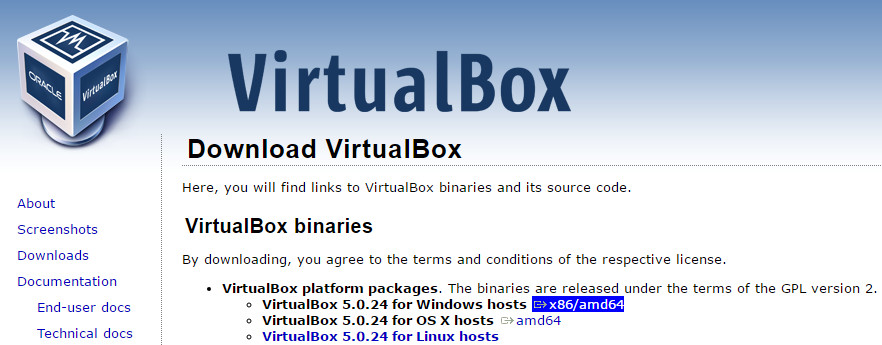 ORACLE
VirtualBox
VirtualBox
Download VirtualBox
Here, you will find links to VirtualBox binaries and its source code.
About
Screenshots
Downloads
Documentation
End-user docs
Technical docs
VirtualBox binaries
By downloading, you agree to the terms and conditions of the respective license.
• VirtualBox platform packages. The binaries are released under the terms of the GPL version 2.
◦ VirtualBox 5.0.24 for Windows hosts x86/amd64
◦ VirtualBox 5.0.24 for OS X hosts amd64
◦ VirtualBox 5.0.24 for Linux hosts